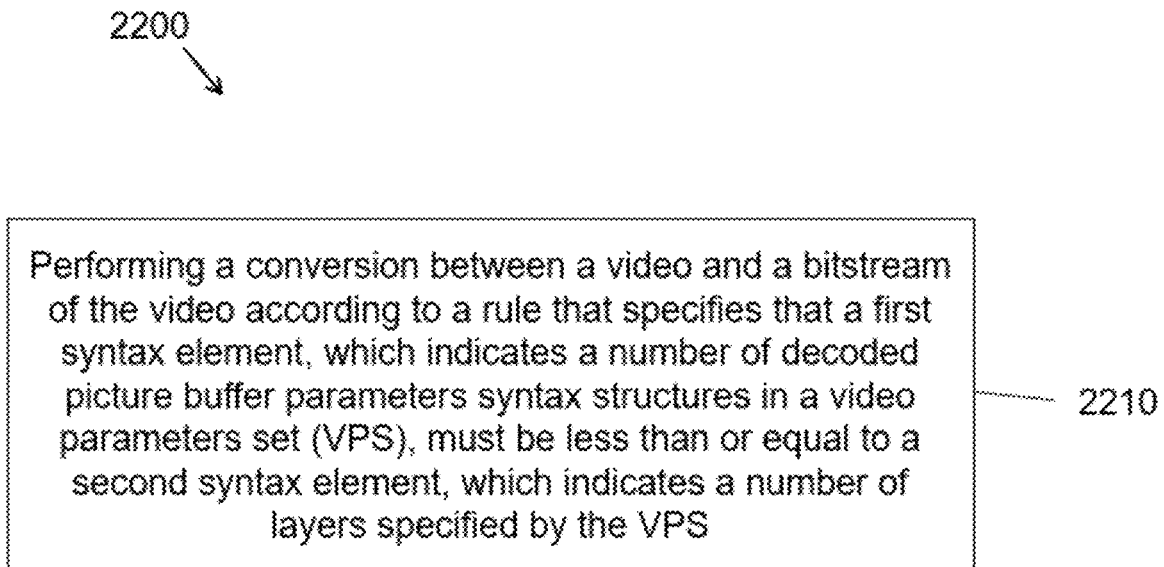 2200
Performing a conversion between a video and a bitstream
of the video according to a rule that specifies that a first
syntax element, which indicates a number of decoded
picture buffer parameters syntax structures in a video
parameters set (VPS), must be less than or equal to a
second syntax element, which indicates a number of
layers specified by the VPS
2210